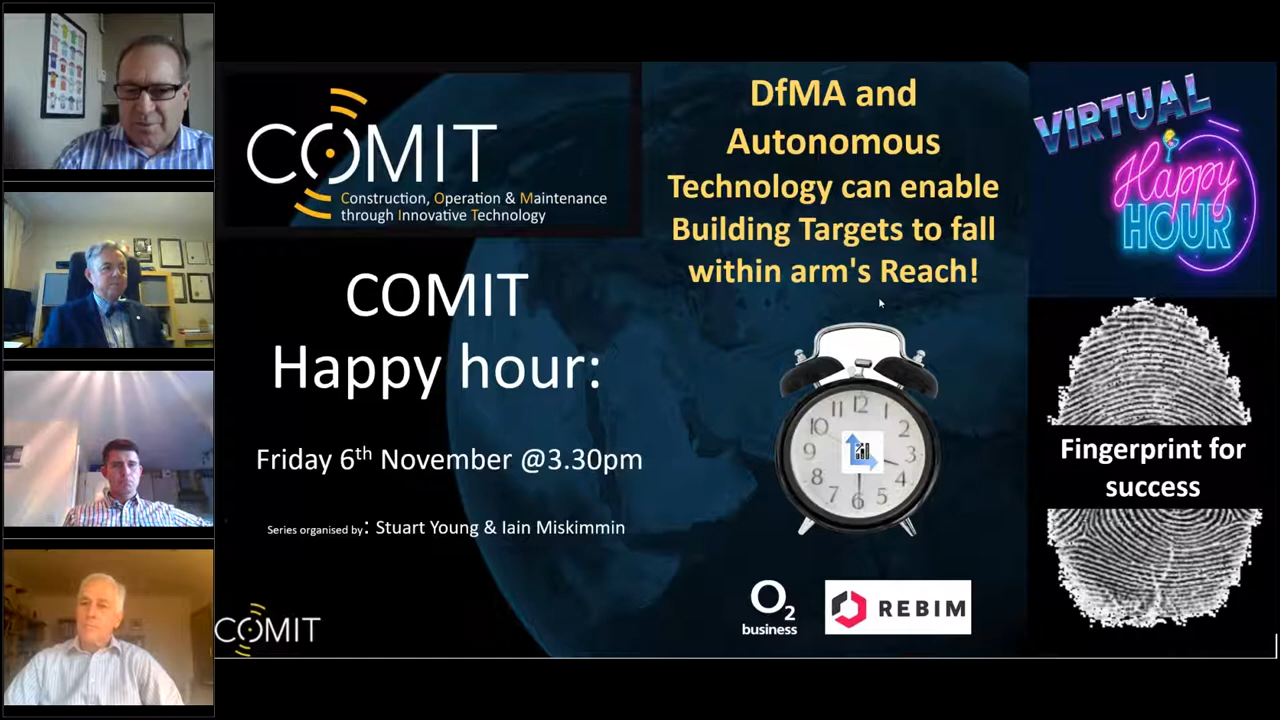 COMIT
Construction, Operation & Maintenance
through Innovative Technology
COMIT
Happy hour:
Friday 6th November @3.30pm
Series organised by: Stuart Young & Iain Miskimmin
COMIT
DfMA and
Autonomous
Technology can enable
Building Targets to fall
within arm's Reach!
12
2
3
4
5
6
7
8
9
10
O2
business
REBIM
VIRTUAL
Happy
HOUR
Fingerprint for
success